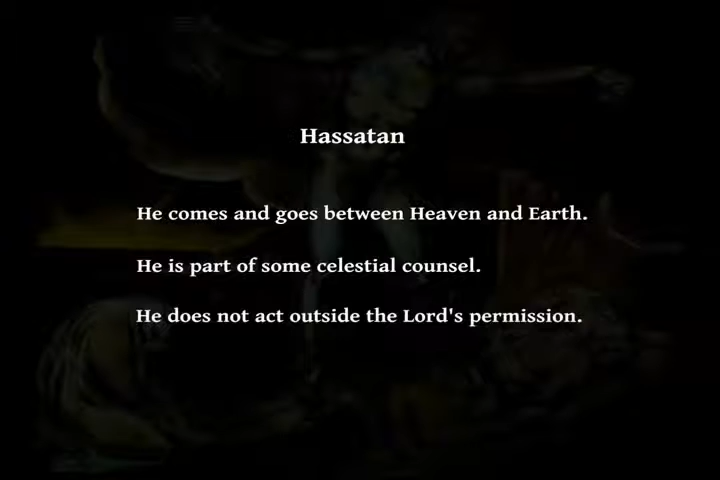 Hassatan
He comes and goes between Heaven and Earth.
He is part of some celestial counsel.
He does not act outside the Lord's permission.